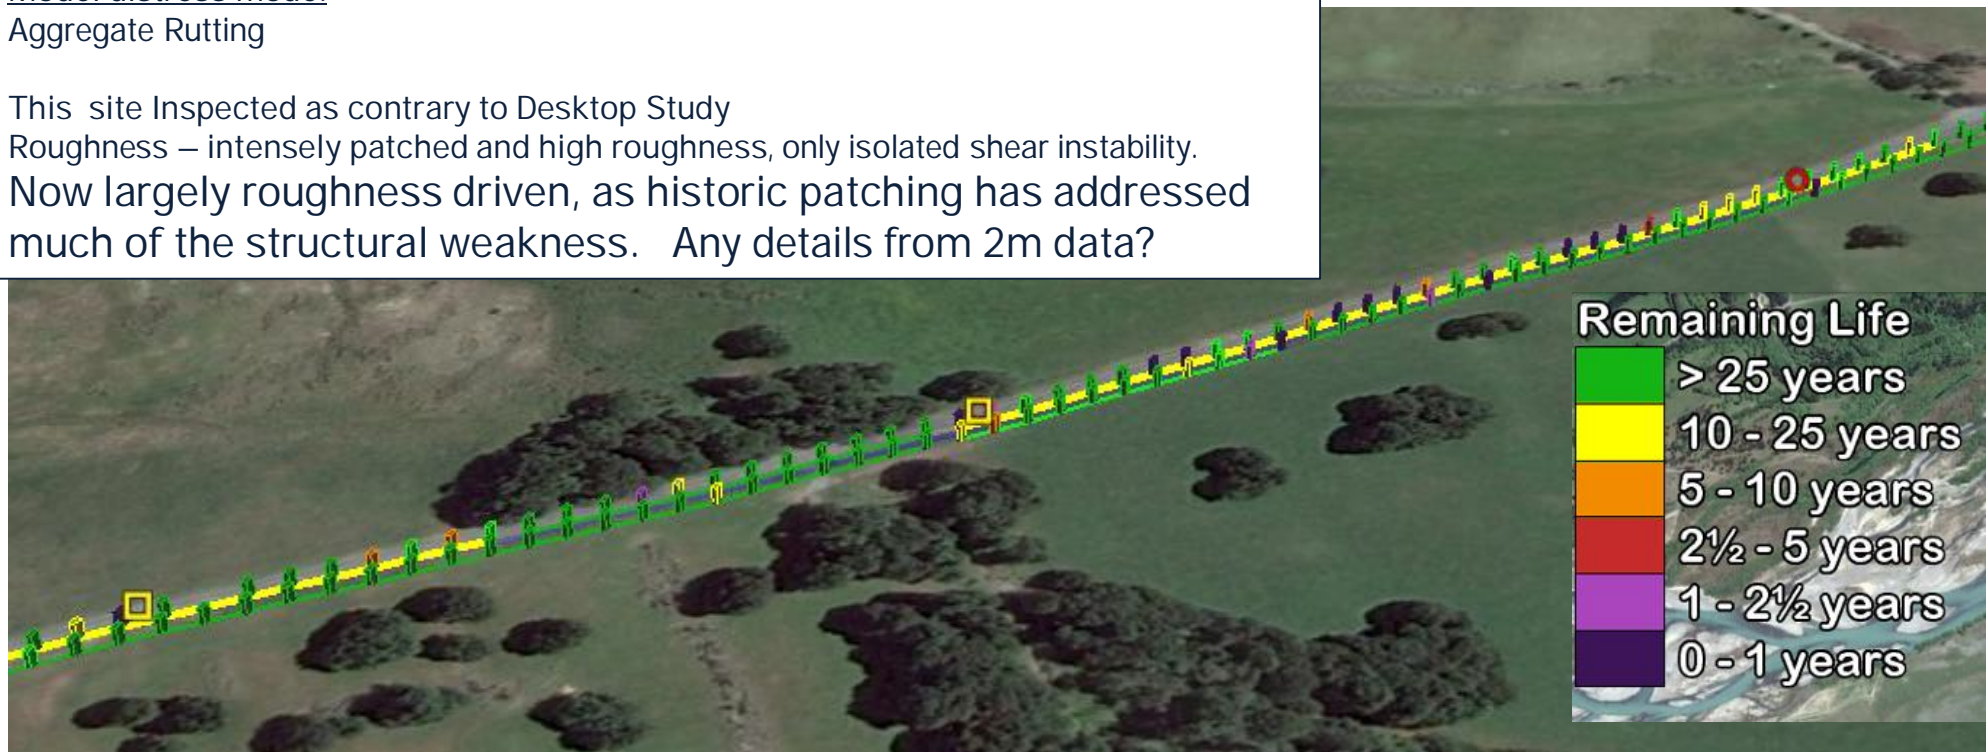 Aggregate Rutting
This site Inspected as contrary to Desktop Study
Roughness – intensely patched and high roughness, only isolated shear instability.
Now largely roughness driven, as historic patching has addressed
much of the structural weakness. Any details from 2m data?
Remaining Life
> 25 years
10 - 25 years
5 - 10 years
2½ - 5 years
1 - 2½ years
0 - 1 years